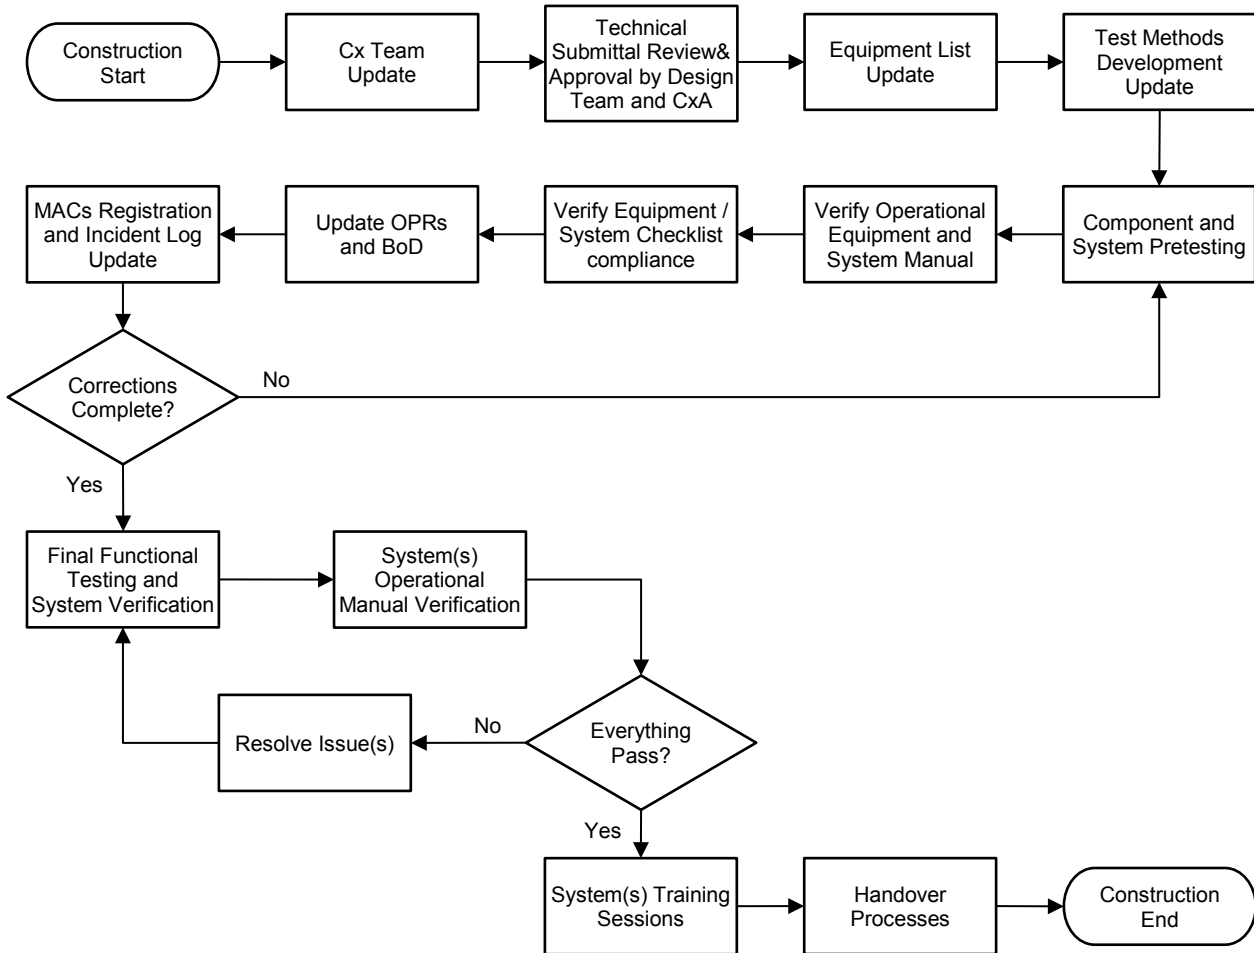 Construction
Start
Cx Team
Update
Technical
Submittal Review&
Approval by Design
Team and CxA
Equipment List
Update
Test Methods
Development
Update
MACs Registration
and Incident Log
Update
Update OPRs
and BoD
Verify Equipment /
System Checklist
compliance
Verify Operational
Equipment and
System Manual
Component and
System Pretesting
Corrections
Complete?
No
Yes
Final Functional
Testing and
System Verification
System(s)
Operational
Manual Verification
Resolve Issue(s)
No
Everything
Pass?
Yes
System(s) Training
Sessions
Handover
Processes
Construction
End